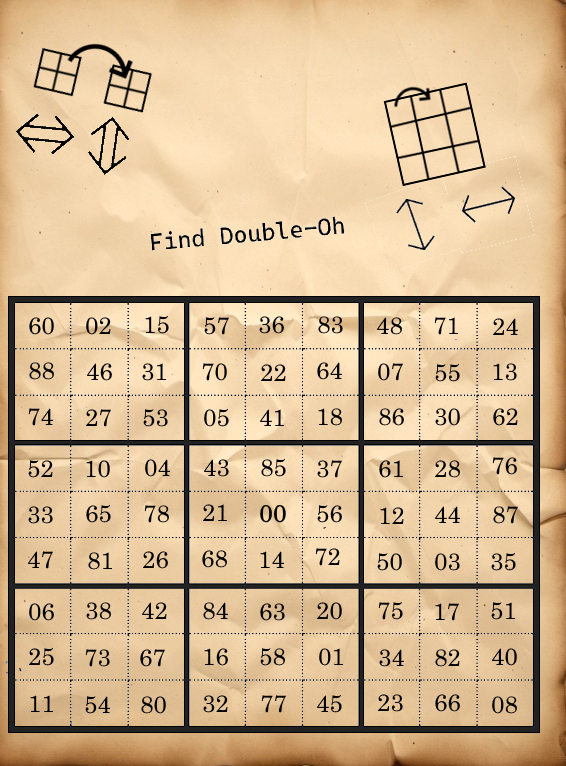 Find Double-Oh
60 02 15 57 36 83 48 71 24
88 46 31 70 22 64 07 55 13
74 27 53 05 41 18 86 30 62
52 10 04 43 85 37 61 28 76
33 65 78 21 00 56 12 44 87
47 81 26 68 14 72 50 03 35
06 38 42 84 63 20 75 17 51
25 73 67 16 58 01 34 82 40
11 54 80 32 77 45 23 66 08